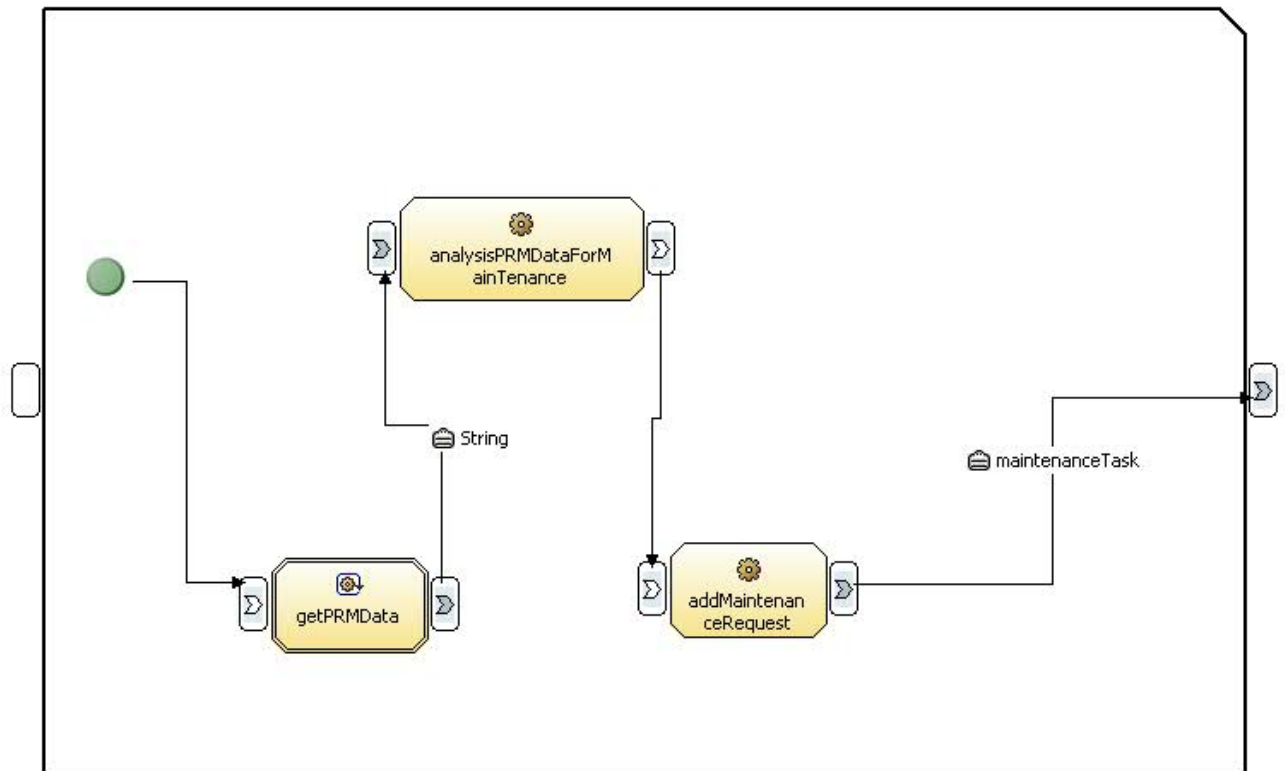 analysisPRMDataForM
ainTenance
String
maintenanceTask
getPRMData
addMaintenan
ceRequest